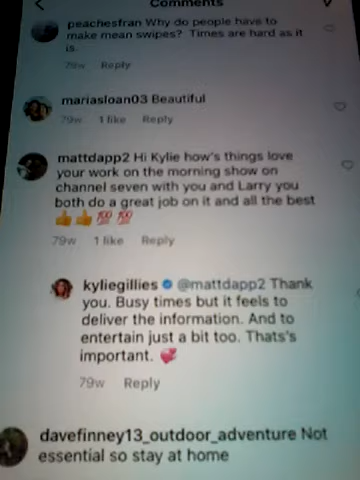 Comments
peachesfran Why do people have to
make mean swipes? Times are hard as it
is.
79w Reply
mariasloan03 Beautiful
79w 1 like Reply
mattdapp2 Hi Kylie how's things love
your work on the morning show on
channel seven with you and Larry you
both do a great job on it and all the best
👍👍💯💯
79w 1 like Reply
kyliegillies @mattdapp2 Thank
you. Busy times but it feels to
deliver the information. And to
entertain just a bit too. Thats's
important. 💞
79w Reply
davefinney13_outdoor_adventure Not
essential so stay at home